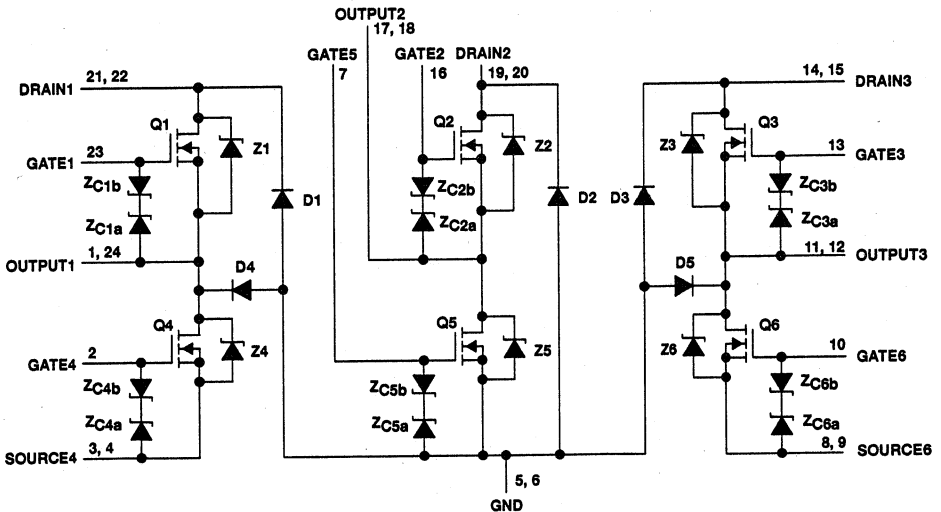 OUTPUT2
17, 18
GATE5
7
GATE2
16
DRAIN2
19, 20
DRAIN1
21, 22
14, 15
DRAIN3
Q1
Z1
Q2
Z2
Z3
Q3
GATE1
23
13
GATE3
ZC1b
ZC1a
D1
ZC2b
ZC2a
D2
D3
ZC3b
ZC3a
OUTPUT1
1, 24
11, 12
OUTPUT3
D4
D5
Q4
Z4
Q5
Z5
Z6
Q6
GATE4
2
10
GATE6
ZC4b
ZC4a
ZC5b
ZC5a
ZC6b
ZC6a
SOURCE4
3, 4
8, 9
SOURCE6
5, 6
GND